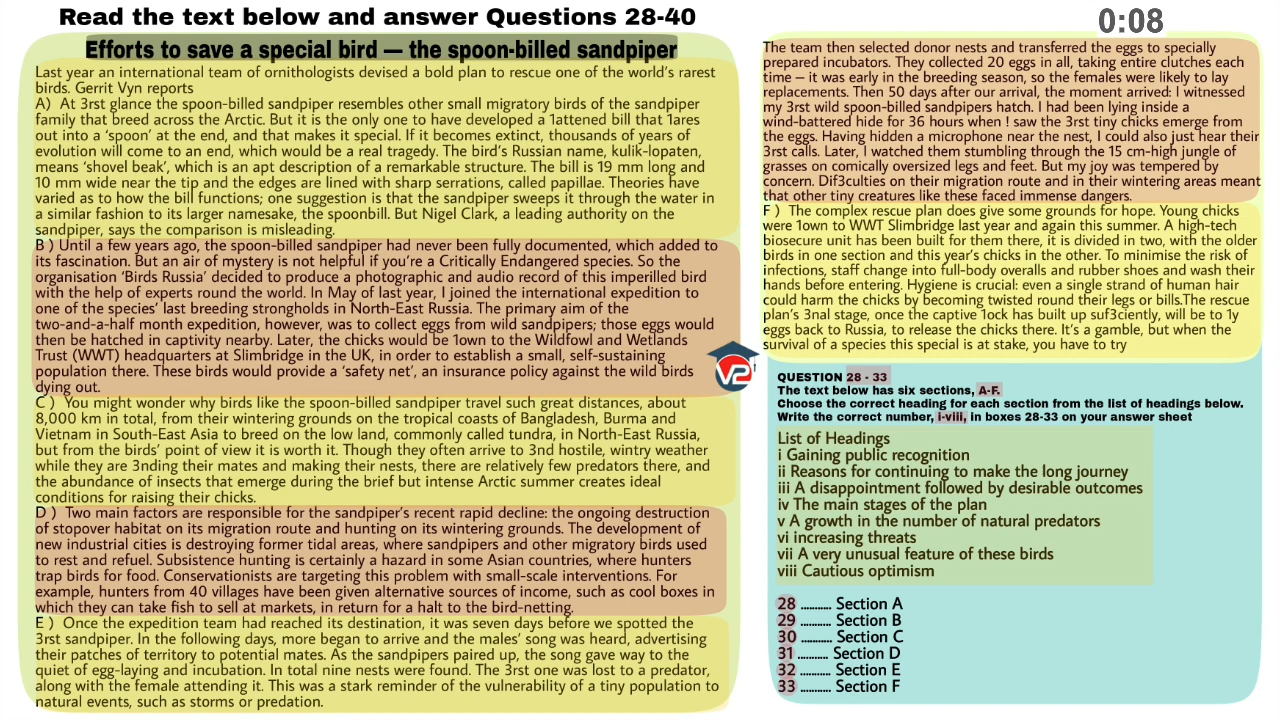 Read the text below and answer Questions 28-40
0:08
Efforts to save a special bird — the spoon-billed sandpiper
Last year an international team of ornithologists devised a bold plan to rescue one of the world's rarest
birds. Gerrit Vyn reports
A) At 3rst glance the spoon-billed sandpiper resembles other small migratory birds of the sandpiper
family that breed across the Arctic. But it is the only one to have developed a 1attened bill that 1ares
out into a 'spoon' at the end, and that makes it special. If it becomes extinct, thousands of years of
evolution will come to an end, which would be a real tragedy. The bird's Russian name, kulik-lopaten,
means 'shovel beak', which is an apt description of a remarkable structure. The bill is 19 mm long and
10 mm wide near the tip and the edges are lined with sharp serrations, called papillae. Theories have
varied as to how the bill functions; one suggestion is that the sandpiper sweeps it through the water in
a similar fashion to its larger namesake, the spoonbill. But Nigel Clark, a leading authority on the
sandpiper, says the comparison is misleading.
B ) Until a few years ago, the spoon-billed sandpiper had never been fully documented, which added to
its fascination. But an air of mystery is not helpful if you're a Critically Endangered species. So the
organisation 'Birds Russia' decided to produce a photographic and audio record of this imperilled bird
with the help of experts round the world. In May of last year, I joined the international expedition to
one of the species' last breeding strongholds in North-East Russia. The primary aim of the
two-and-a-half month expedition, however, was to collect eggs from wild sandpipers; those eggs would
then be hatched in captivity nearby. Later, the chicks would be 1own to the Wildfowl and Wetlands
Trust (WWT) headquarters at Slimbridge in the UK, in order to establish a small, self-sustaining
population there. These birds would provide a 'safety net', an insurance policy against the wild birds
dying out.
C ) You might wonder why birds like the spoon-billed sandpiper travel such great distances, about
8,000 km in total, from their wintering grounds on the tropical coasts of Bangladesh, Burma and
Vietnam in South-East Asia to breed on the low land, commonly called tundra, in North-East Russia,
but from the birds' point of view it is worth it. Though they often arrive to 3nd hostile, wintry weather
while they are 3nding their mates and making their nests, there are relatively few predators there, and
the abundance of insects that emerge during the brief but intense Arctic summer creates ideal
conditions for raising their chicks.
D ) Two main factors are responsible for the sandpiper's recent rapid decline: the ongoing destruction
of stopover habitat on its migration route and hunting on its wintering grounds. The development of
new industrial cities is destroying former tidal areas, where sandpipers and other migratory birds used
to rest and refuel. Subsistence hunting is certainly a hazard in some Asian countries, where hunters
trap birds for food. Conservationists are targeting this problem with small-scale interventions. For
example, hunters from 40 villages have been given alternative sources of income, such as cool boxes in
which they can take fish to sell at markets, in return for a halt to the bird-netting.
E ) Once the expedition team had reached its destination, it was seven days before we spotted the
3rst sandpiper. In the following days, more began to arrive and the males' song was heard, advertising
their patches of territory to potential mates. As the sandpipers paired up, the song gave way to the
quiet of egg-laying and incubation. In total nine nests were found. The 3rst one was lost to a predator,
along with the female attending it. This was a stark reminder of the vulnerability of a tiny population to
natural events, such as storms or predation.
The team then selected donor nests and transferred the eggs to specially
prepared incubators. They collected 20 eggs in all, taking entire clutches each
time — it was early in the breeding season, so the females were likely to lay
replacements. Then 50 days after our arrival, the moment arrived: I witnessed
my 3rst wild spoon-billed sandpipers hatch. I had been lying inside a
wind-battered hide for 36 hours when ! saw the 3rst tiny chicks emerge from
the eggs. Having hidden a microphone near the nest, I could also just hear their
3rst calls. Later, I watched them stumbling through the 15 cm-high jungle of
grasses on comically oversized legs and feet. But my joy was tempered by
concern. Dif3culties on their migration route and in their wintering areas meant
that other tiny creatures like these faced immense dangers.
F ) The complex rescue plan does give some grounds for hope. Young chicks
were 1own to WWT Slimbridge last year and again this summer. A high-tech
biosecure unit has been built for them there, it is divided in two, with the older
birds in one section and this year's chicks in the other. To minimise the risk of
infections, staff change into full-body overalls and rubber shoes and wash their
hands before entering. Hygiene is crucial: even a single strand of human hair
could harm the chicks by becoming twisted round their legs or bills.The rescue
plan's 3nal stage, once the captive 1ock has built up suf3ciently, will be to 1y
eggs back to Russia, to release the chicks there. It's a gamble, but when the
survival of a species this special is at stake, you have to try
V2
QUESTION 28 - 33
The text below has six sections, A-F.
Choose the correct heading for each section from the list of headings below.
Write the correct number, i-viii, in boxes 28-33 on your answer sheet
List of Headings
i Gaining public recognition
ii Reasons for continuing to make the long journey
iii A disappointment followed by desirable outcomes
iv The main stages of the plan
v A growth in the number of natural predators
vi increasing threats
vii A very unusual feature of these birds
viii Cautious optimism
28 ........... Section A
29 ........... Section B
30 ........... Section C
31 ........... Section D
32 ........... Section E
33 ........... Section F